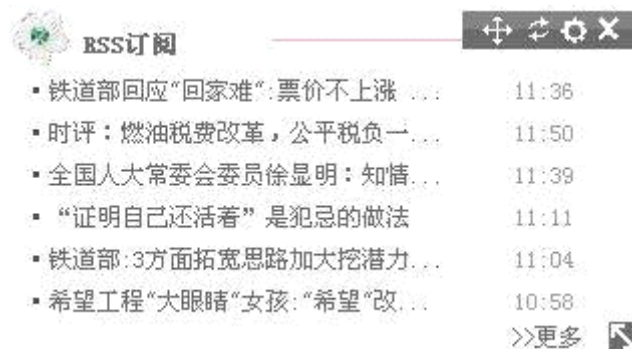 RSS订阅
铁道部回应"回家难":票价不上涨 ... 11:36
时评：燃油税费改革，公平税负一... 11:50
全国人大常委会委员徐显明：知情... 11:39
“证明自己还活着”是犯忌的做法 11:11
铁道部:3方面拓宽思路加大挖潜力... 11:04
希望工程"大眼睛"女孩:"希望"改... 10:58
>>更多